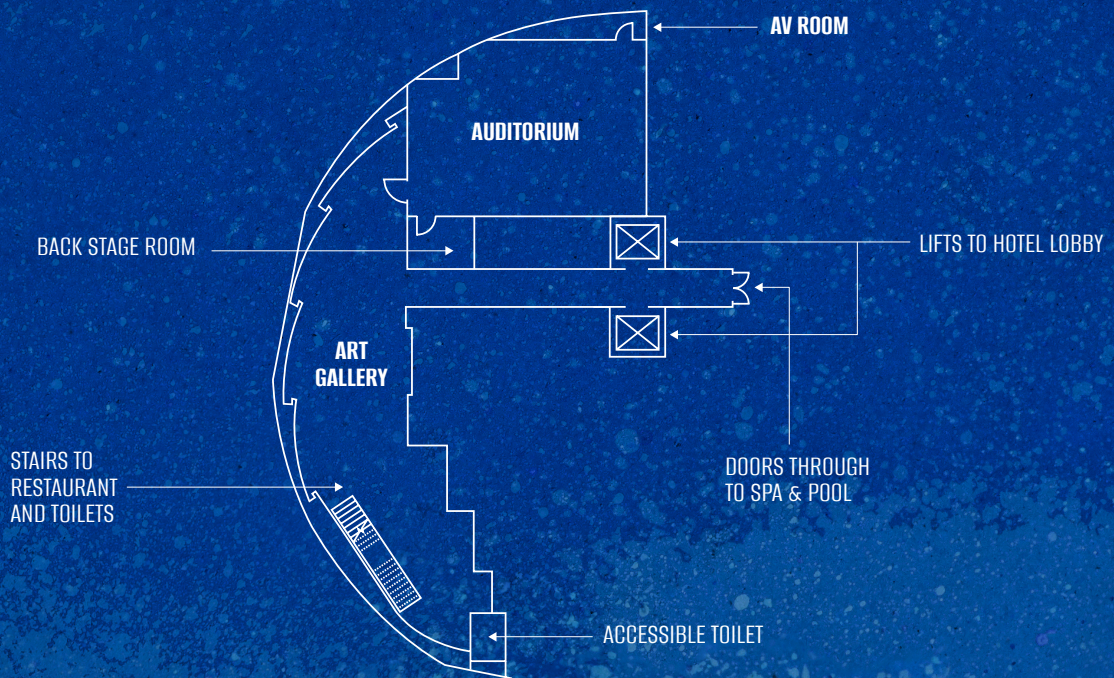 AV ROOM
AUDITORIUM
BACK STAGE ROOM
LIFTS TO HOTEL LOBBY
ART
GALLERY
STAIRS TO
RESTAURANT
AND TOILETS
DOORS THROUGH
TO SPA & POOL
ACCESSIBLE TOILET